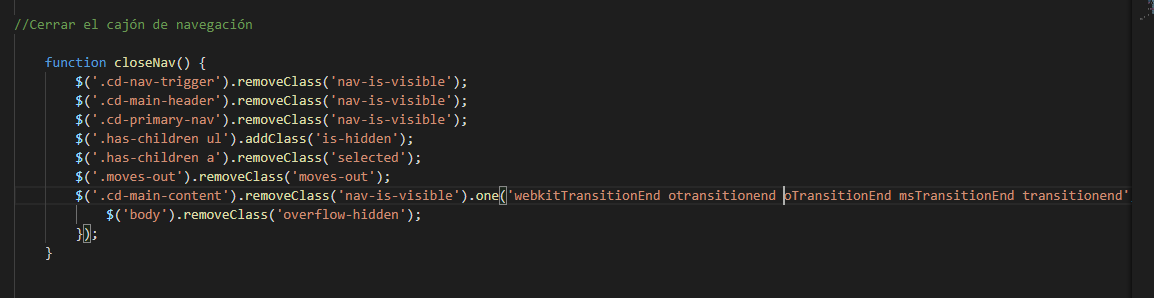 //Cerrar el cajón de navegación
function closeNav() {
$('.cd-nav-trigger').removeClass('nav-is-visible');
$('.cd-main-header').removeClass('nav-is-visible');
$('.cd-primary-nav').removeClass('nav-is-visible');
$('.has-children ul').addClass('is-hidden');
$('.has-children a').removeClass('selected');
$('.moves-out').removeClass('moves-out');
$('.cd-main-content').removeClass('nav-is-visible').one('webkitTransitionEnd otransitionend oTransitionEnd msTransitionEnd transitionend'
$('body').removeClass('overflow-hidden');
});
}